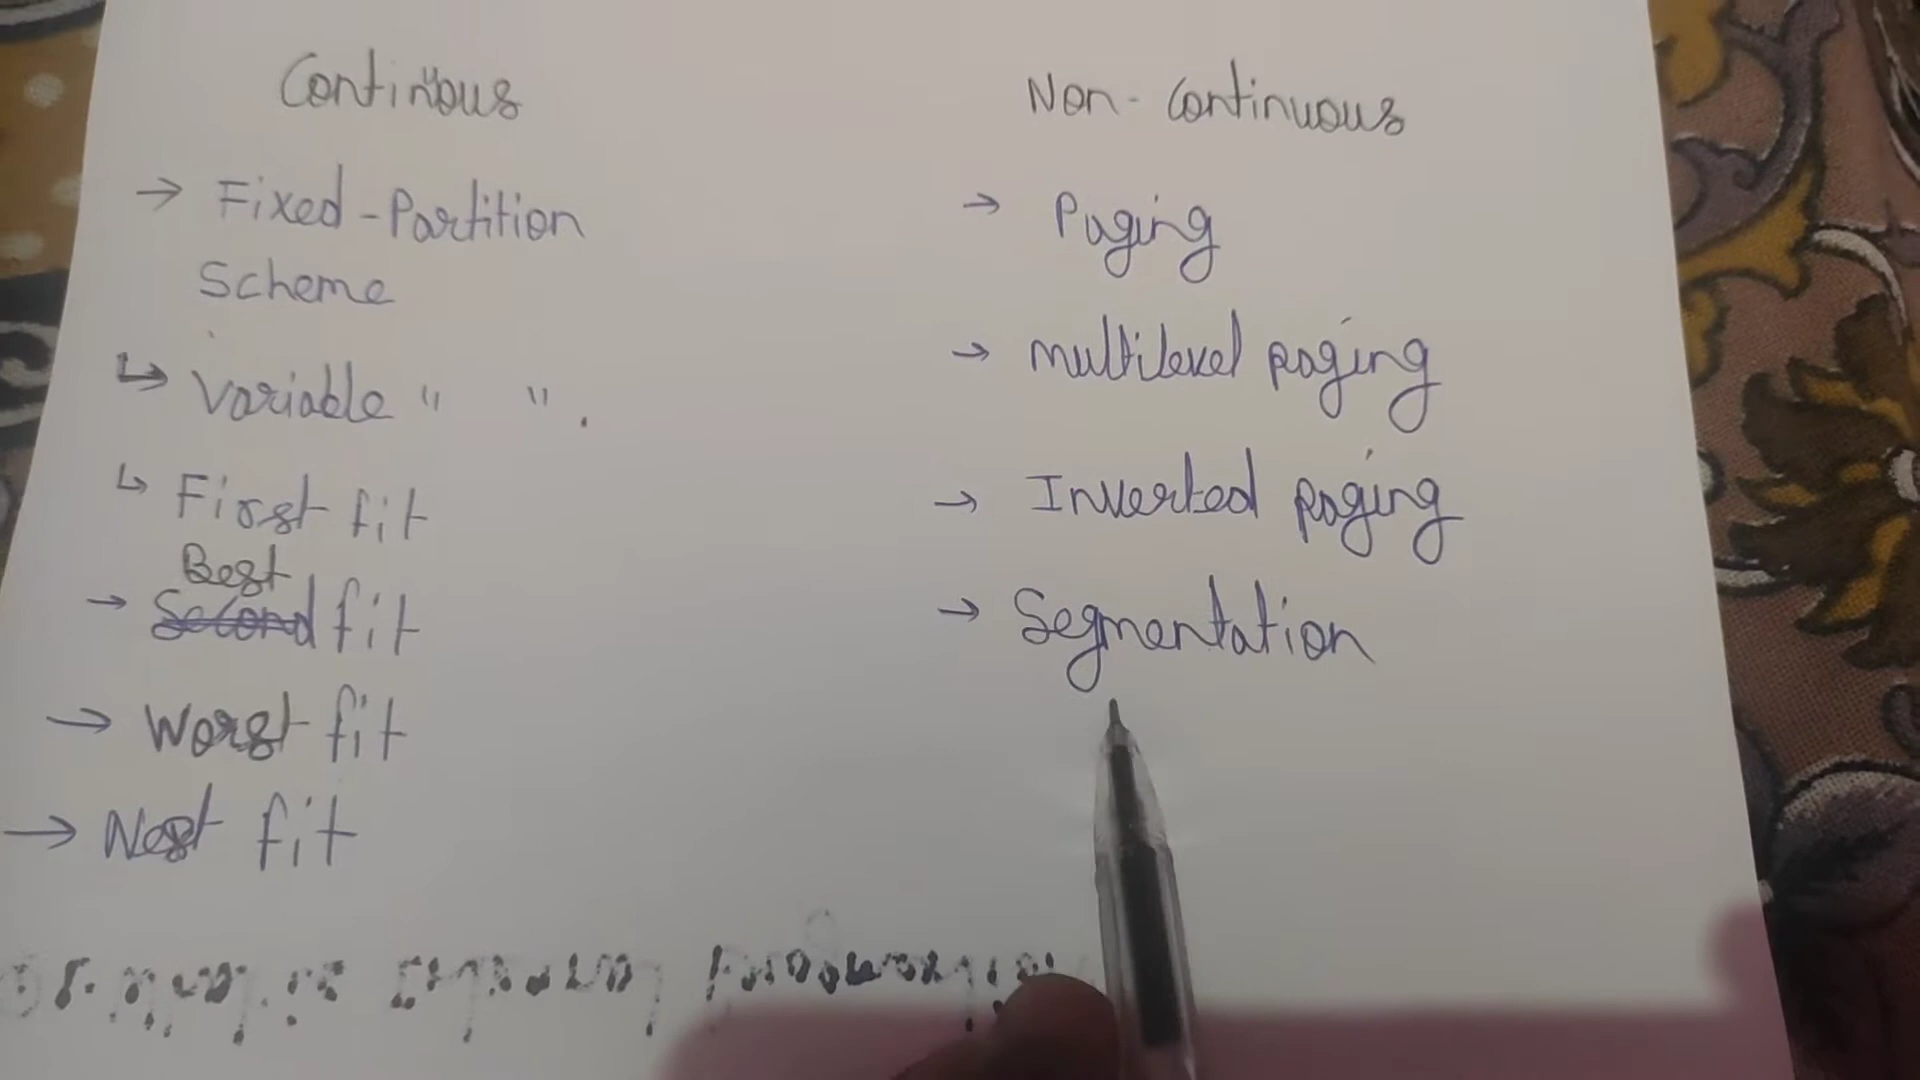 Continuous
→ Fixed-Partition
Scheme
↳ Variable " " .
↳ First fit
Best
→ Second fit
→ Worst fit
→ Next fit
Non-Continuous
→ Paging
→ multilevel paging
→ Inverted paging
→ Segmentation